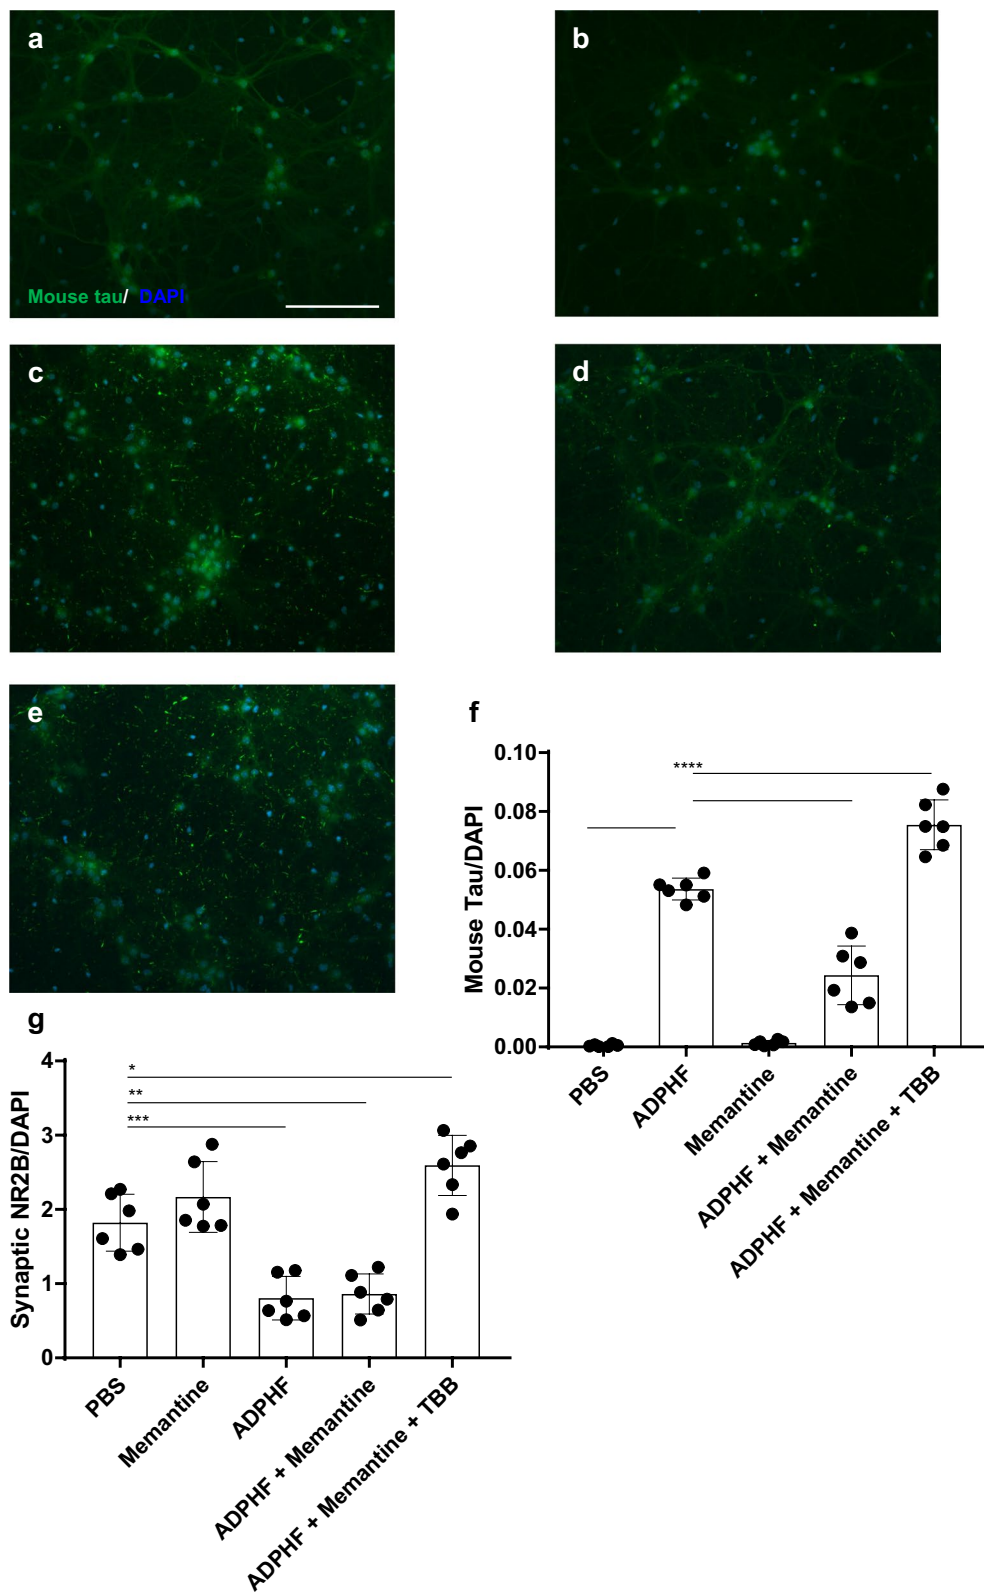 a
b
Mouse tau/ DAPI
c
d
e
f
Mouse Tau/DAPI
0.10
0.08
0.06
0.04
0.02
0.00
****
PBS
ADPHF
Memantine
ADPHF + Memantine
ADPHF + Memantine + TBB
g
Synaptic NR2B/DAPI
4
3
2
1
0
*
**
***
PBS
Memantine
ADPHF
ADPHF + Memantine
ADPHF + Memantine + TBB